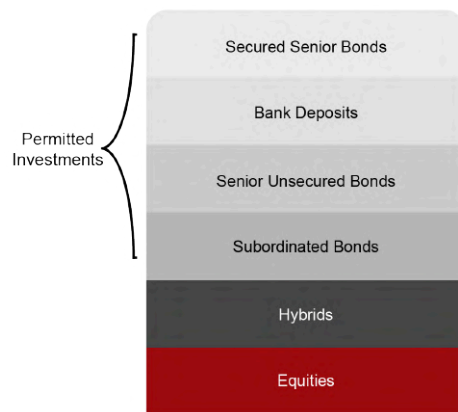 Secured Senior Bonds
Bank Deposits
Permitted
Investments
Senior Unsecured Bonds
Subordinated Bonds
Hybrids
Equities